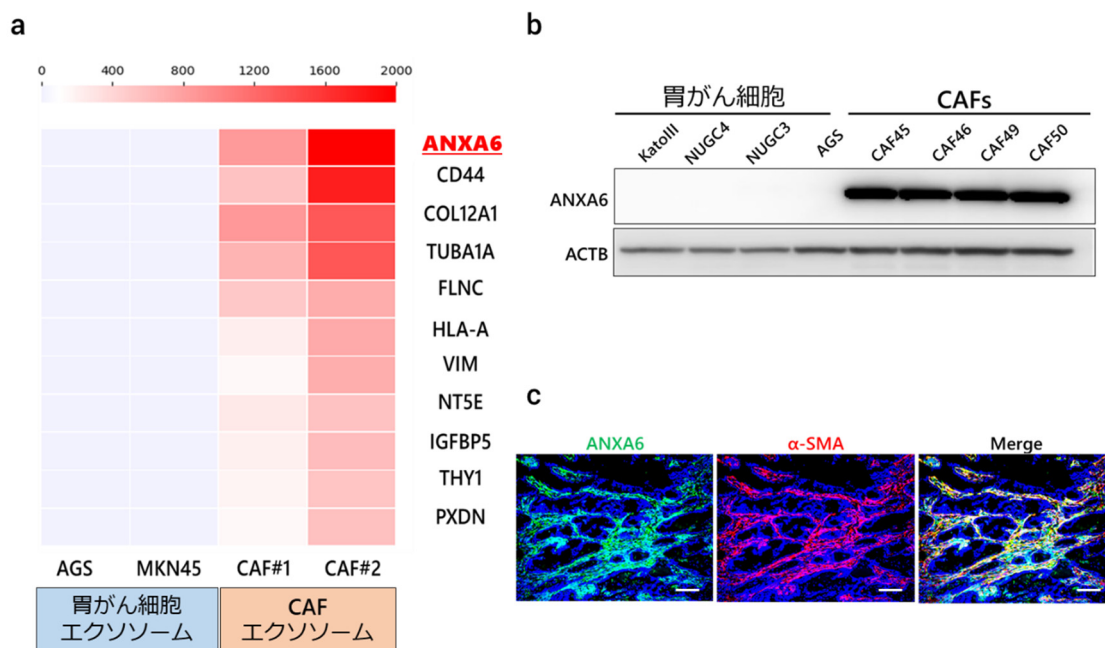 a
0 400 800 1200 1600 2000
ANXA6
CD44
COL12A1
TUBA1A
FLNC
HLA-A
VIM
NT5E
IGFBP5
THY1
PXDN
AGS MKN45 CAF#1 CAF#2
胃がん細胞
エクソソーム
CAF
エクソソーム
b
胃がん細胞 CAFs
KatoIII NUGC4 NUGC3 AGS CAF45 CAF46 CAF49 CAF50
ANXA6
ACTB
c
ANXA6 α-SMA Merge